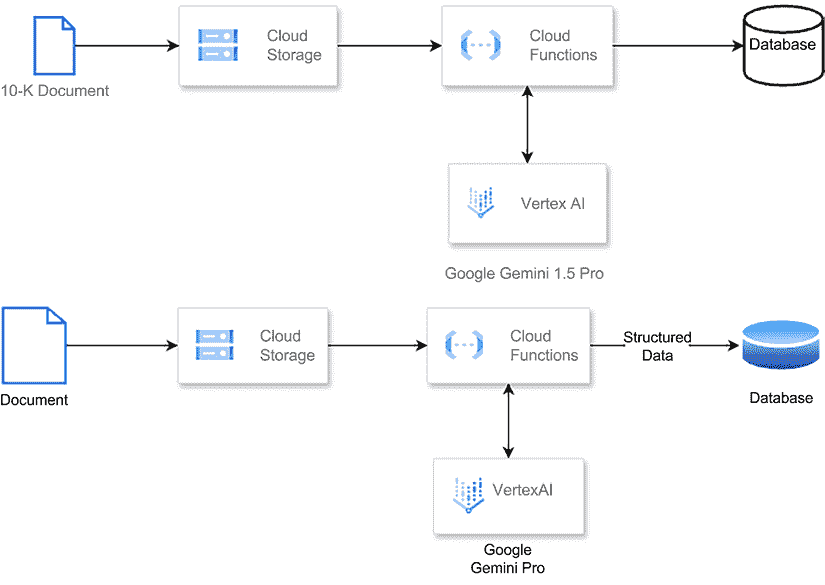 10-K Document
Cloud
Storage
Cloud
Functions
Database
Vertex AI
Google Gemini 1.5 Pro
Document
Cloud
Storage
Cloud
Functions
Structured
Data
Database
VertexAI
Google
Gemini Pro